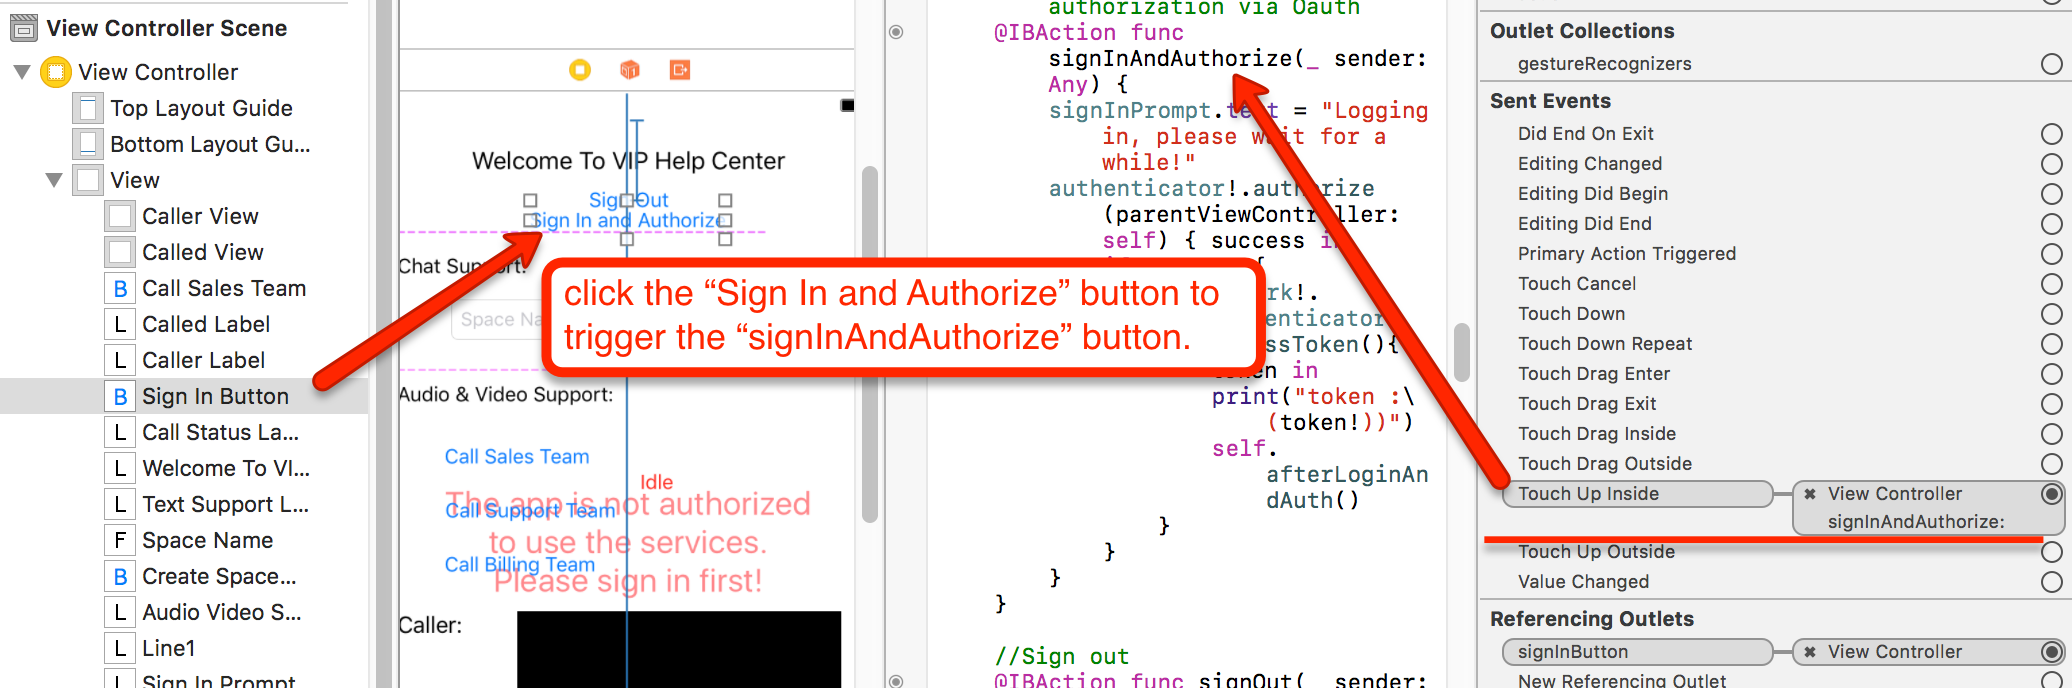 View Controller Scene
View Controller
Top Layout Guide
Bottom Layout Gu...
View
Caller View
Called View
B Call Sales Team
L Called Label
L Caller Label
B Sign In Button
L Call Status La...
L Welcome To VI...
L Text Support L...
F Space Name
B Create Space...
L Audio Video S...
L Line1
L Sign In Prompt
Welcome To VIP Help Center
Sign Out
Sign In and Authorize
Chat Support:
Space Na
Audio & Video Support:
Call Sales Team
Idle
The app is not authorized
Call Support Team
to use the services.
Call Billing Team
Please sign in first!
Caller:
click the “Sign In and Authorize” button to
trigger the “signInAndAuthorize” button.
authorization via Oauth
@IBAction func
signInAndAuthorize(_ sender:
Any) {
signInPrompt.text = "Logging
in, please wait for a
while!"
authenticator!.authorize
(parentViewController:
self) { success in
{
rk!.
enticator
ssToken(){
token in
print("token :\
(token!))")
self.
afterLoginAn
dAuth()
}
}
}
}
//Sign out
@IBAction func signOut(_ sender:
Outlet Collections
gestureRecognizers
Sent Events
Did End On Exit
Editing Changed
Editing Did Begin
Editing Did End
Primary Action Triggered
Touch Cancel
Touch Down
Touch Down Repeat
Touch Drag Enter
Touch Drag Exit
Touch Drag Inside
Touch Drag Outside
Touch Up Inside ✖ View Controller
signInAndAuthorize:
Touch Up Outside
Value Changed
Referencing Outlets
signInButton ✖ View Controller
New Referencing Outlet